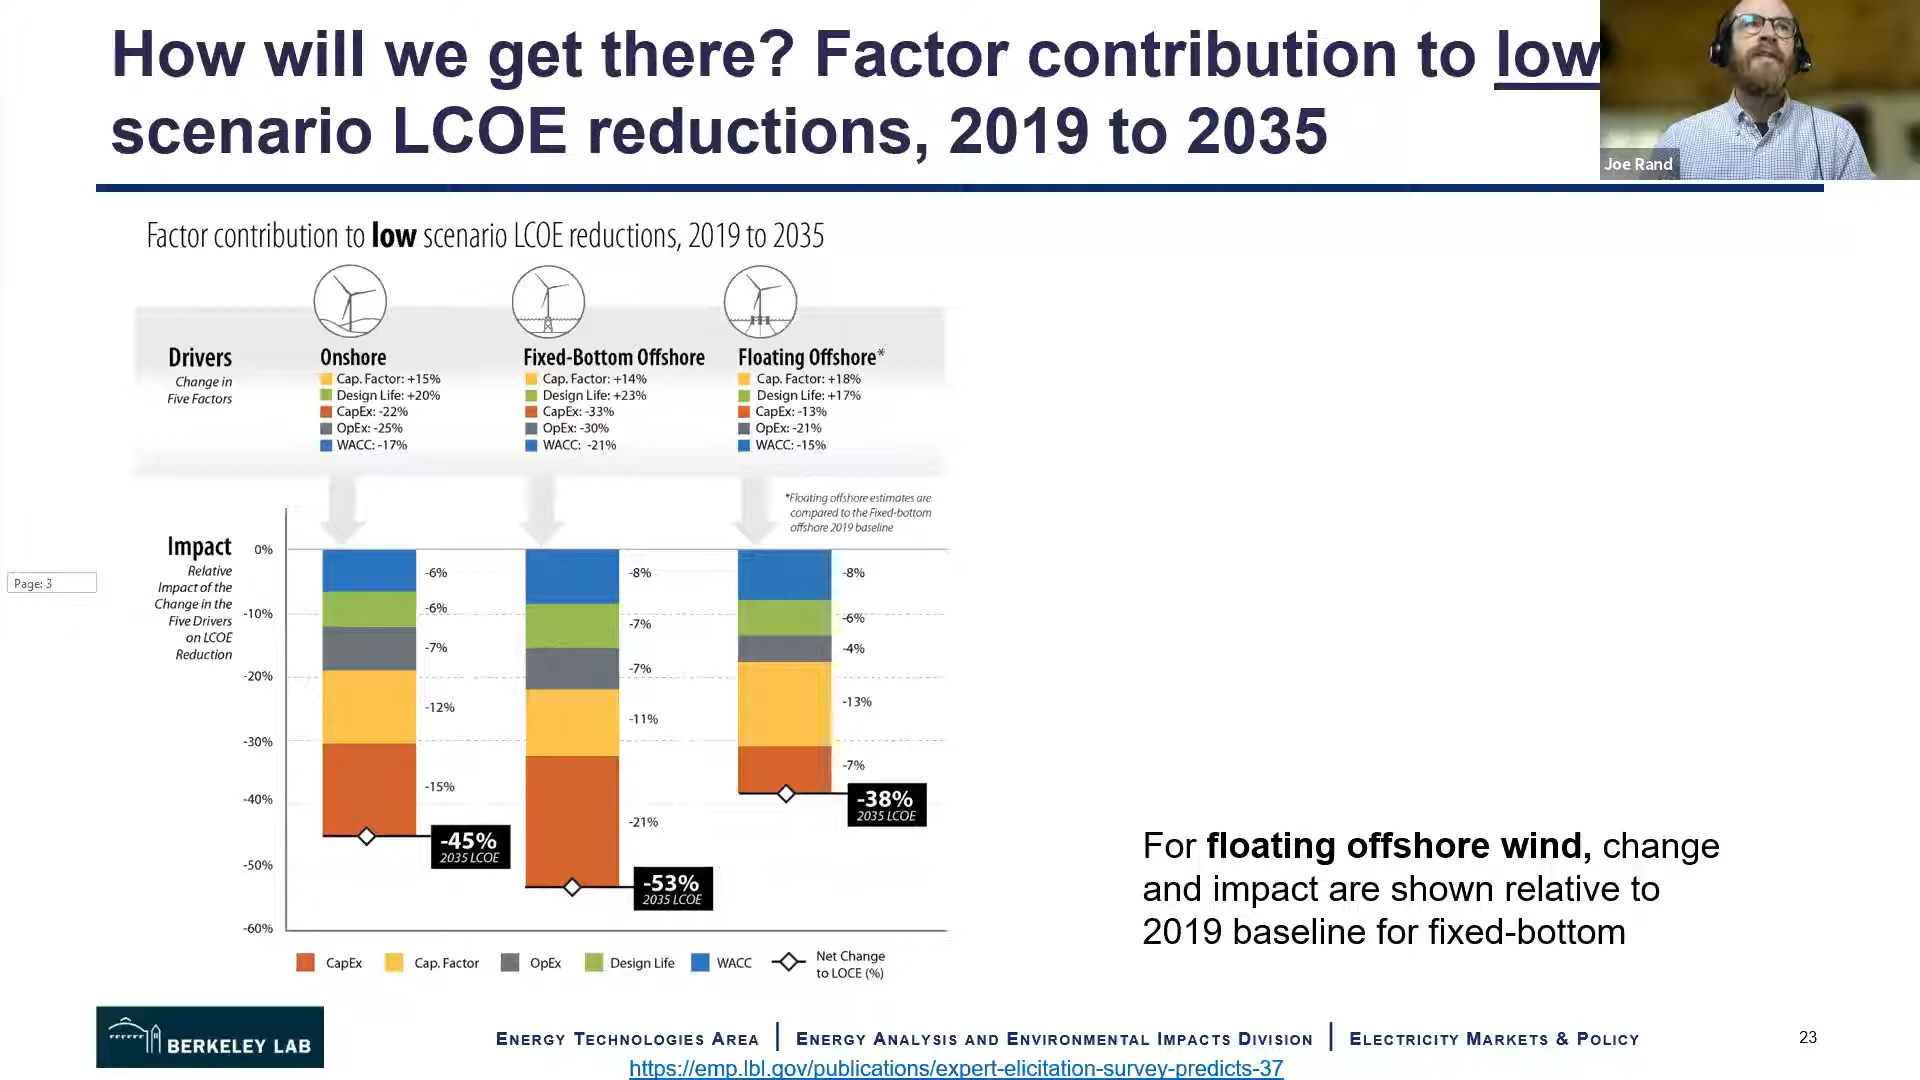 How will we get there? Factor contribution to low
scenario LCOE reductions, 2019 to 2035
Joe Rand
Factor contribution to low scenario LCOE reductions, 2019 to 2035
Drivers
Change in
Five Factors
Onshore
Cap. Factor: +15%
Design Life: +20%
CapEx: -22%
OpEx: -25%
WACC: -17%
Fixed-Bottom Offshore
Cap. Factor: +14%
Design Life: +23%
CapEx: -33%
OpEx: -30%
WACC: -21%
Floating Offshore*
Cap. Factor: +18%
Design Life: +17%
CapEx: -13%
OpEx: -21%
WACC: -15%
*Floating offshore estimates are
compared to the Fixed-bottom
offshore 2019 baseline
Impact
Relative
Impact of the
Change in the
Five Drivers
on LCOE
Reduction
Page: 3
0%
-10%
-20%
-30%
-40%
-50%
-60%
-6%
-6%
-7%
-12%
-15%
-45%
2035 LCOE
-8%
-7%
-7%
-11%
-21%
-53%
2035 LCOE
-8%
-6%
-4%
-13%
-7%
-38%
2035 LCOE
CapEx
Cap. Factor
OpEx
Design Life
WACC
Net Change
to LOCE (%)
For floating offshore wind, change
and impact are shown relative to
2019 baseline for fixed-bottom
BERKELEY LAB
ENERGY TECHNOLOGIES AREA | ENERGY ANALYSIS AND ENVIRONMENTAL IMPACTS DIVISION | ELECTRICITY MARKETS & POLICY
23
https://emp.lbl.gov/publications/expert-elicitation-survey-predicts-37